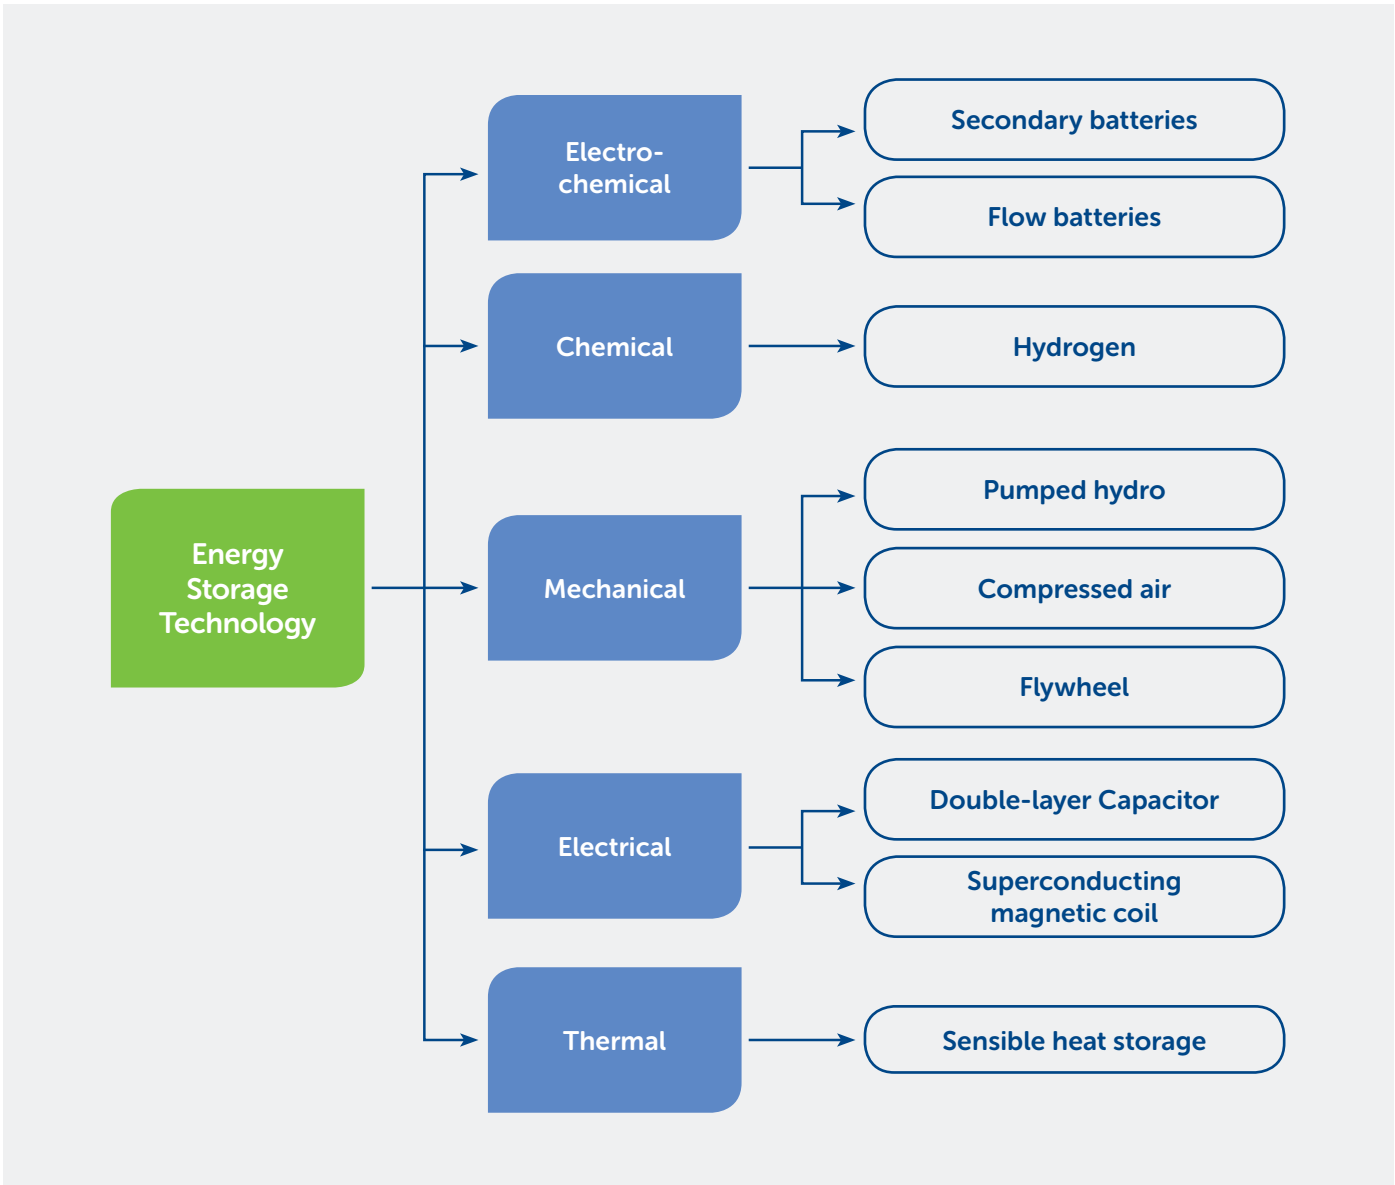 Energy
Storage
Technology
Electro-
chemical
Secondary batteries
Flow batteries
Chemical
Hydrogen
Mechanical
Pumped hydro
Compressed air
Flywheel
Electrical
Double-layer Capacitor
Superconducting
magnetic coil
Thermal
Sensible heat storage